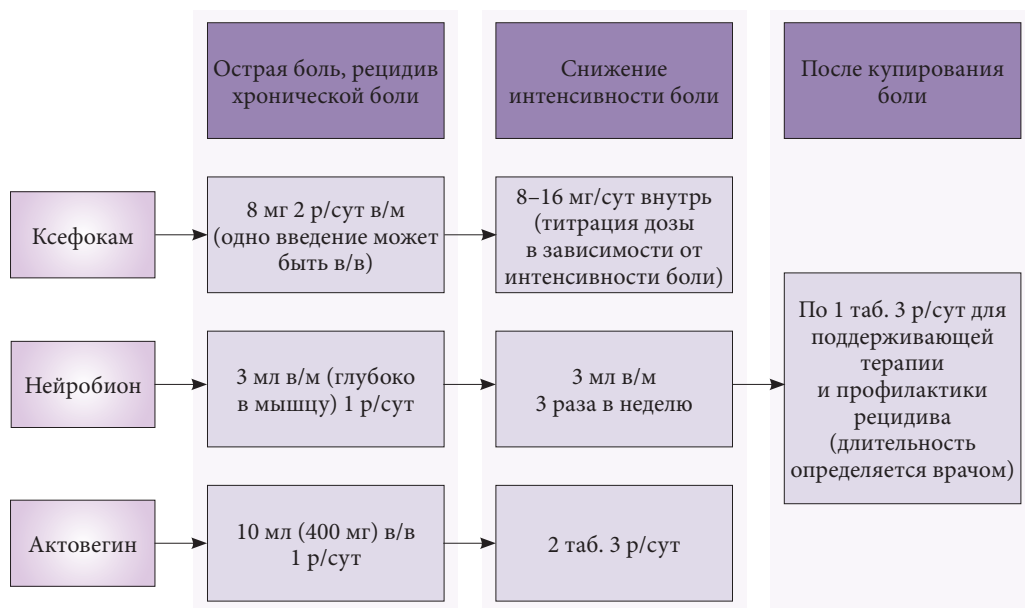 Острая боль, рецидив
хронической боли
Снижение
интенсивности боли
После купирования
боли
Ксефокам
8 мг 2 р/сут в/м
(одно введение может
быть в/в)
8–16 мг/сут внутрь
(титрация дозы
в зависимости от
интенсивности боли)
Нейробион
3 мл в/м (глубоко
в мышцу) 1 р/сут
3 мл в/м
3 раза в неделю
По 1 таб. 3 р/сут для
поддерживающей
терапии
и профилактики
рецидива
(длительность
определяется врачом)
Актовегин
10 мл (400 мг) в/в
1 р/сут
2 таб. 3 р/сут